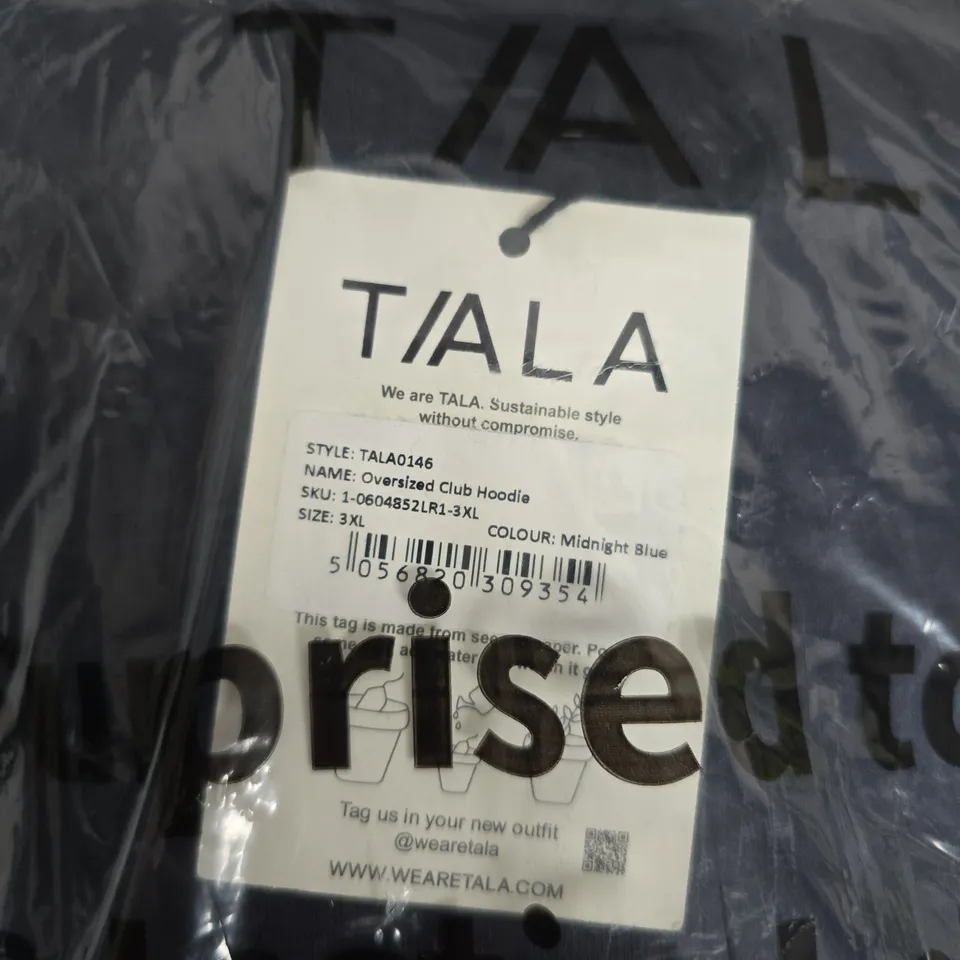 T/AL
T/ALA
We are TALA. Sustainable style
without compromise.
STYLE: TALA0146
NAME: Oversized Club Hoodie
SKU: 1-0604852LR1-3XL
SIZE: 3XL
COLOUR: Midnight Blue
5 056820 309354
This tag is made from
prised to
Tag us in your new outfit
@wearetala
WWW.WEARETALA.COM